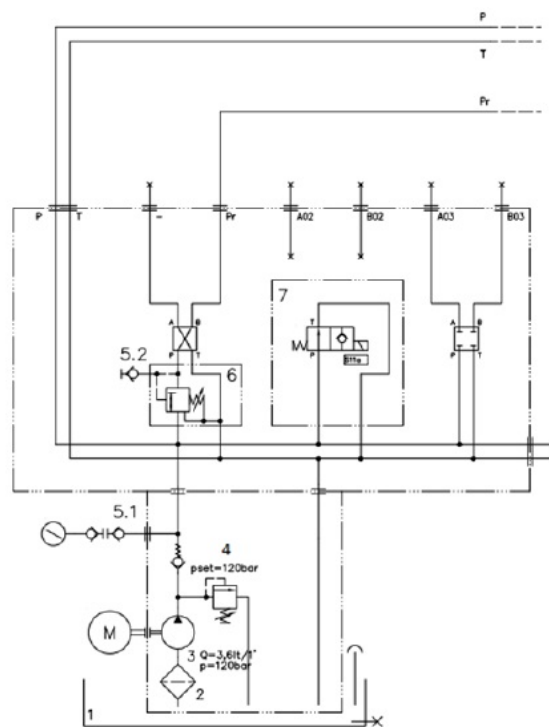 P
T
Pr
P T - Pr A02 B02 A03 B03
7
A B T A B
5.2 P T P S11a P T
6
5.1
4
pset=120bar
M
3 Q=3,6lt/1'
p=120bar
2
1